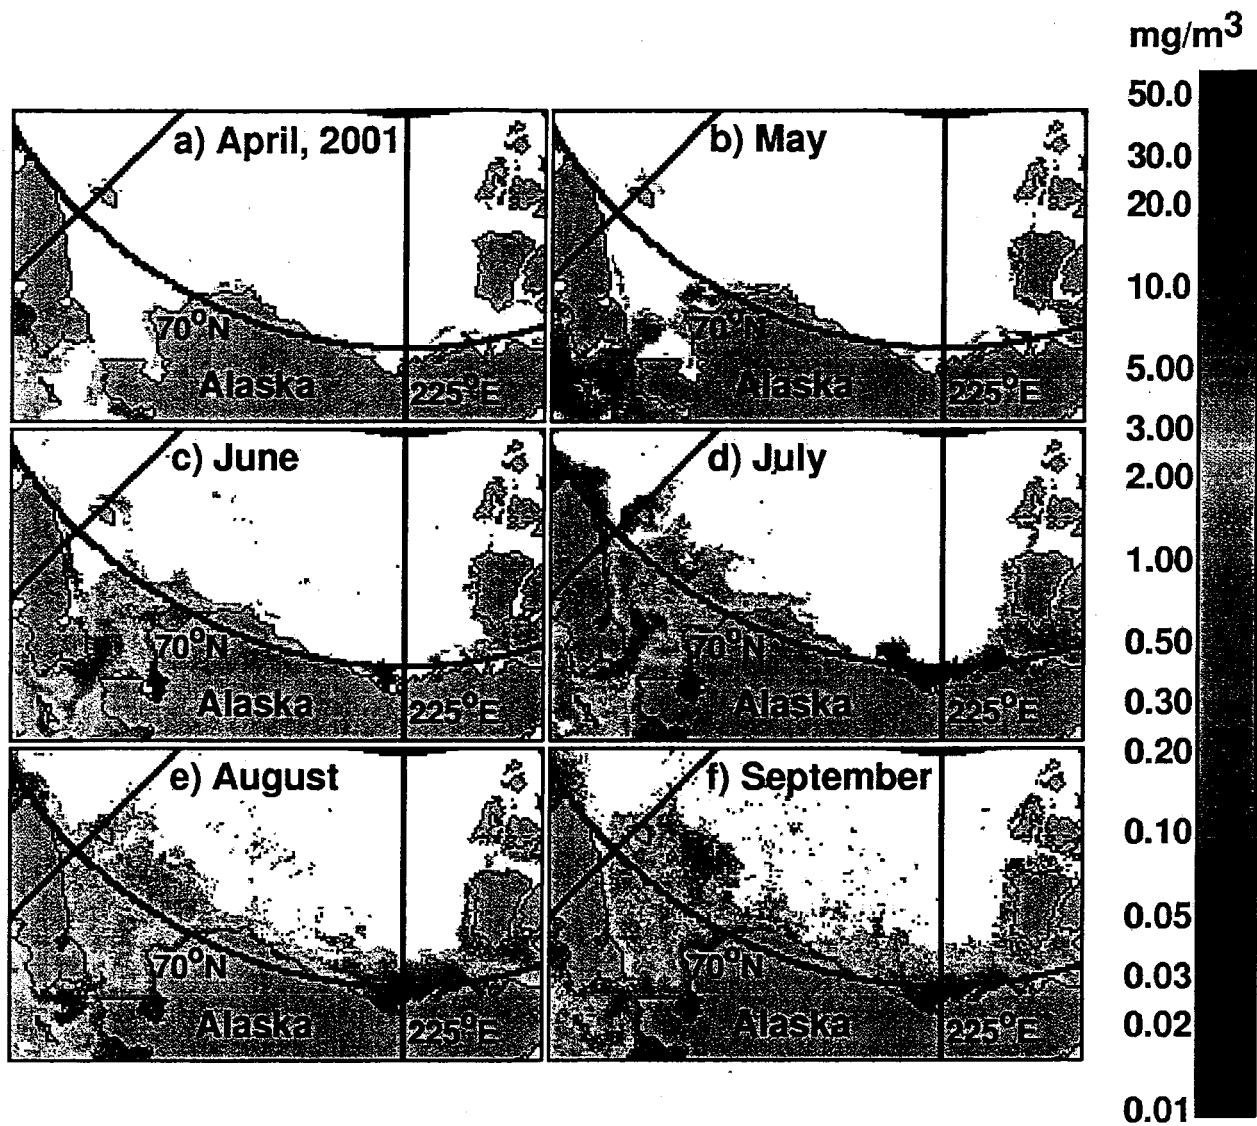 mg/m³
50.0
30.0
20.0
10.0
5.00
3.00
2.00
1.00
0.50
0.30
0.20
0.10
0.05
0.03
0.02
0.01
a) April, 2001
70°N
Alaska
225°E
b) May
70°N
Alaska
225°E
c) June
70°N
Alaska
225°E
d) July
70°N
Alaska
225°E
e) August
70°N
Alaska
225°E
f) September
70°N
Alaska
225°E